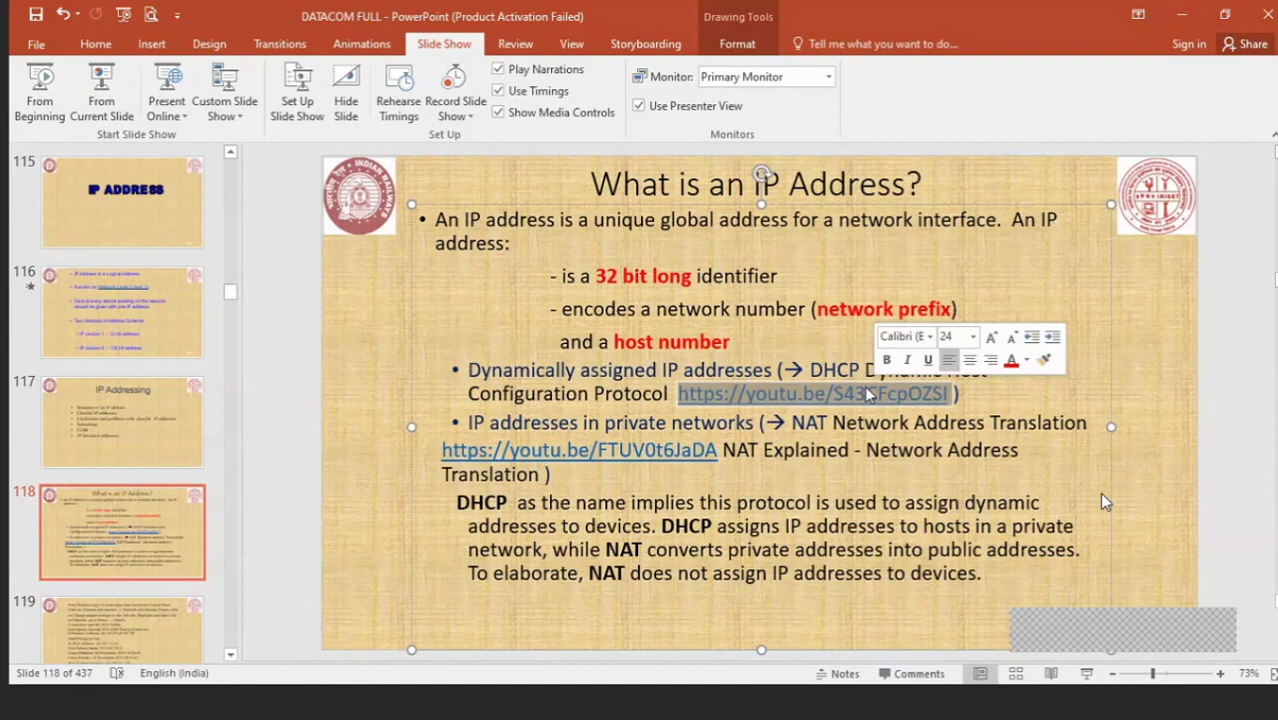 DATACOM FULL - PowerPoint (Product Activation Failed)
Drawing Tools
File
Home
Insert
Design
Transitions
Animations
Slide Show
Review
View
Storyboarding
Format
Tell me what you want to do...
Sign in
Share
From Beginning
From Current Slide
Present Online
Custom Slide Show
Set Up Slide Show
Hide Slide
Rehearse Timings
Record Slide Show
Play Narrations
Use Timings
Show Media Controls
Monitor: Primary Monitor
Use Presenter View
Start Slide Show
Set Up
Monitors
115
IP ADDRESS
116
117
IP Addressing
118
What is an IP Address?
119
What is an IP Address?
• An IP address is a unique global address for a network interface. An IP
address:
- is a 32 bit long identifier
- encodes a network number (network prefix)
and a host number
Calibri (E
24
B I U A
• Dynamically assigned IP addresses (→ DHCP Dynamic Host
Configuration Protocol https://youtu.be/S43 FcpOZSI )
• IP addresses in private networks (→ NAT Network Address Translation
https://youtu.be/FTUV0t6JaDA NAT Explained - Network Address
Translation )
DHCP as the name implies this protocol is used to assign dynamic
addresses to devices. DHCP assigns IP addresses to hosts in a private
network, while NAT converts private addresses into public addresses.
To elaborate, NAT does not assign IP addresses to devices.
INDIAN RAILWAYS
Slide 118 of 437
English (India)
Notes
Comments
73%